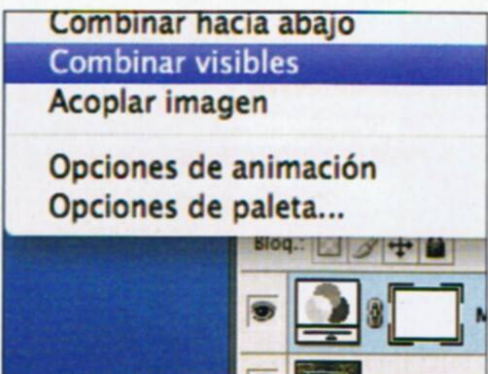 Combinar hacia abajo
Combinar visibles
Acoplar imagen
Opciones de animación
Opciones de paleta...
Bloq.: